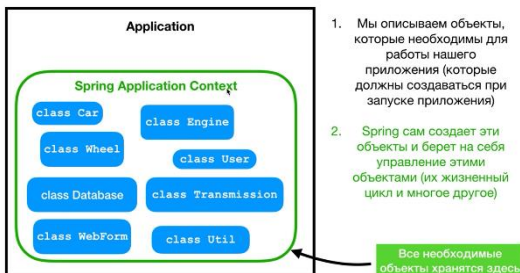 Application
Spring Application Context
class Car
class Engine
class Wheel
class User
class Database
class Transmission
class WebForm
class Util
1. Мы описываем объекты,
которые необходимы для
работы нашего
приложения (которые
должны создаваться при
запуске приложения)
2. Spring сам создает эти
объекты и берет на себя
управление этими
объектами (их жизненный
цикл и многое другое)
Все необходимые
объекты хранятся здесь